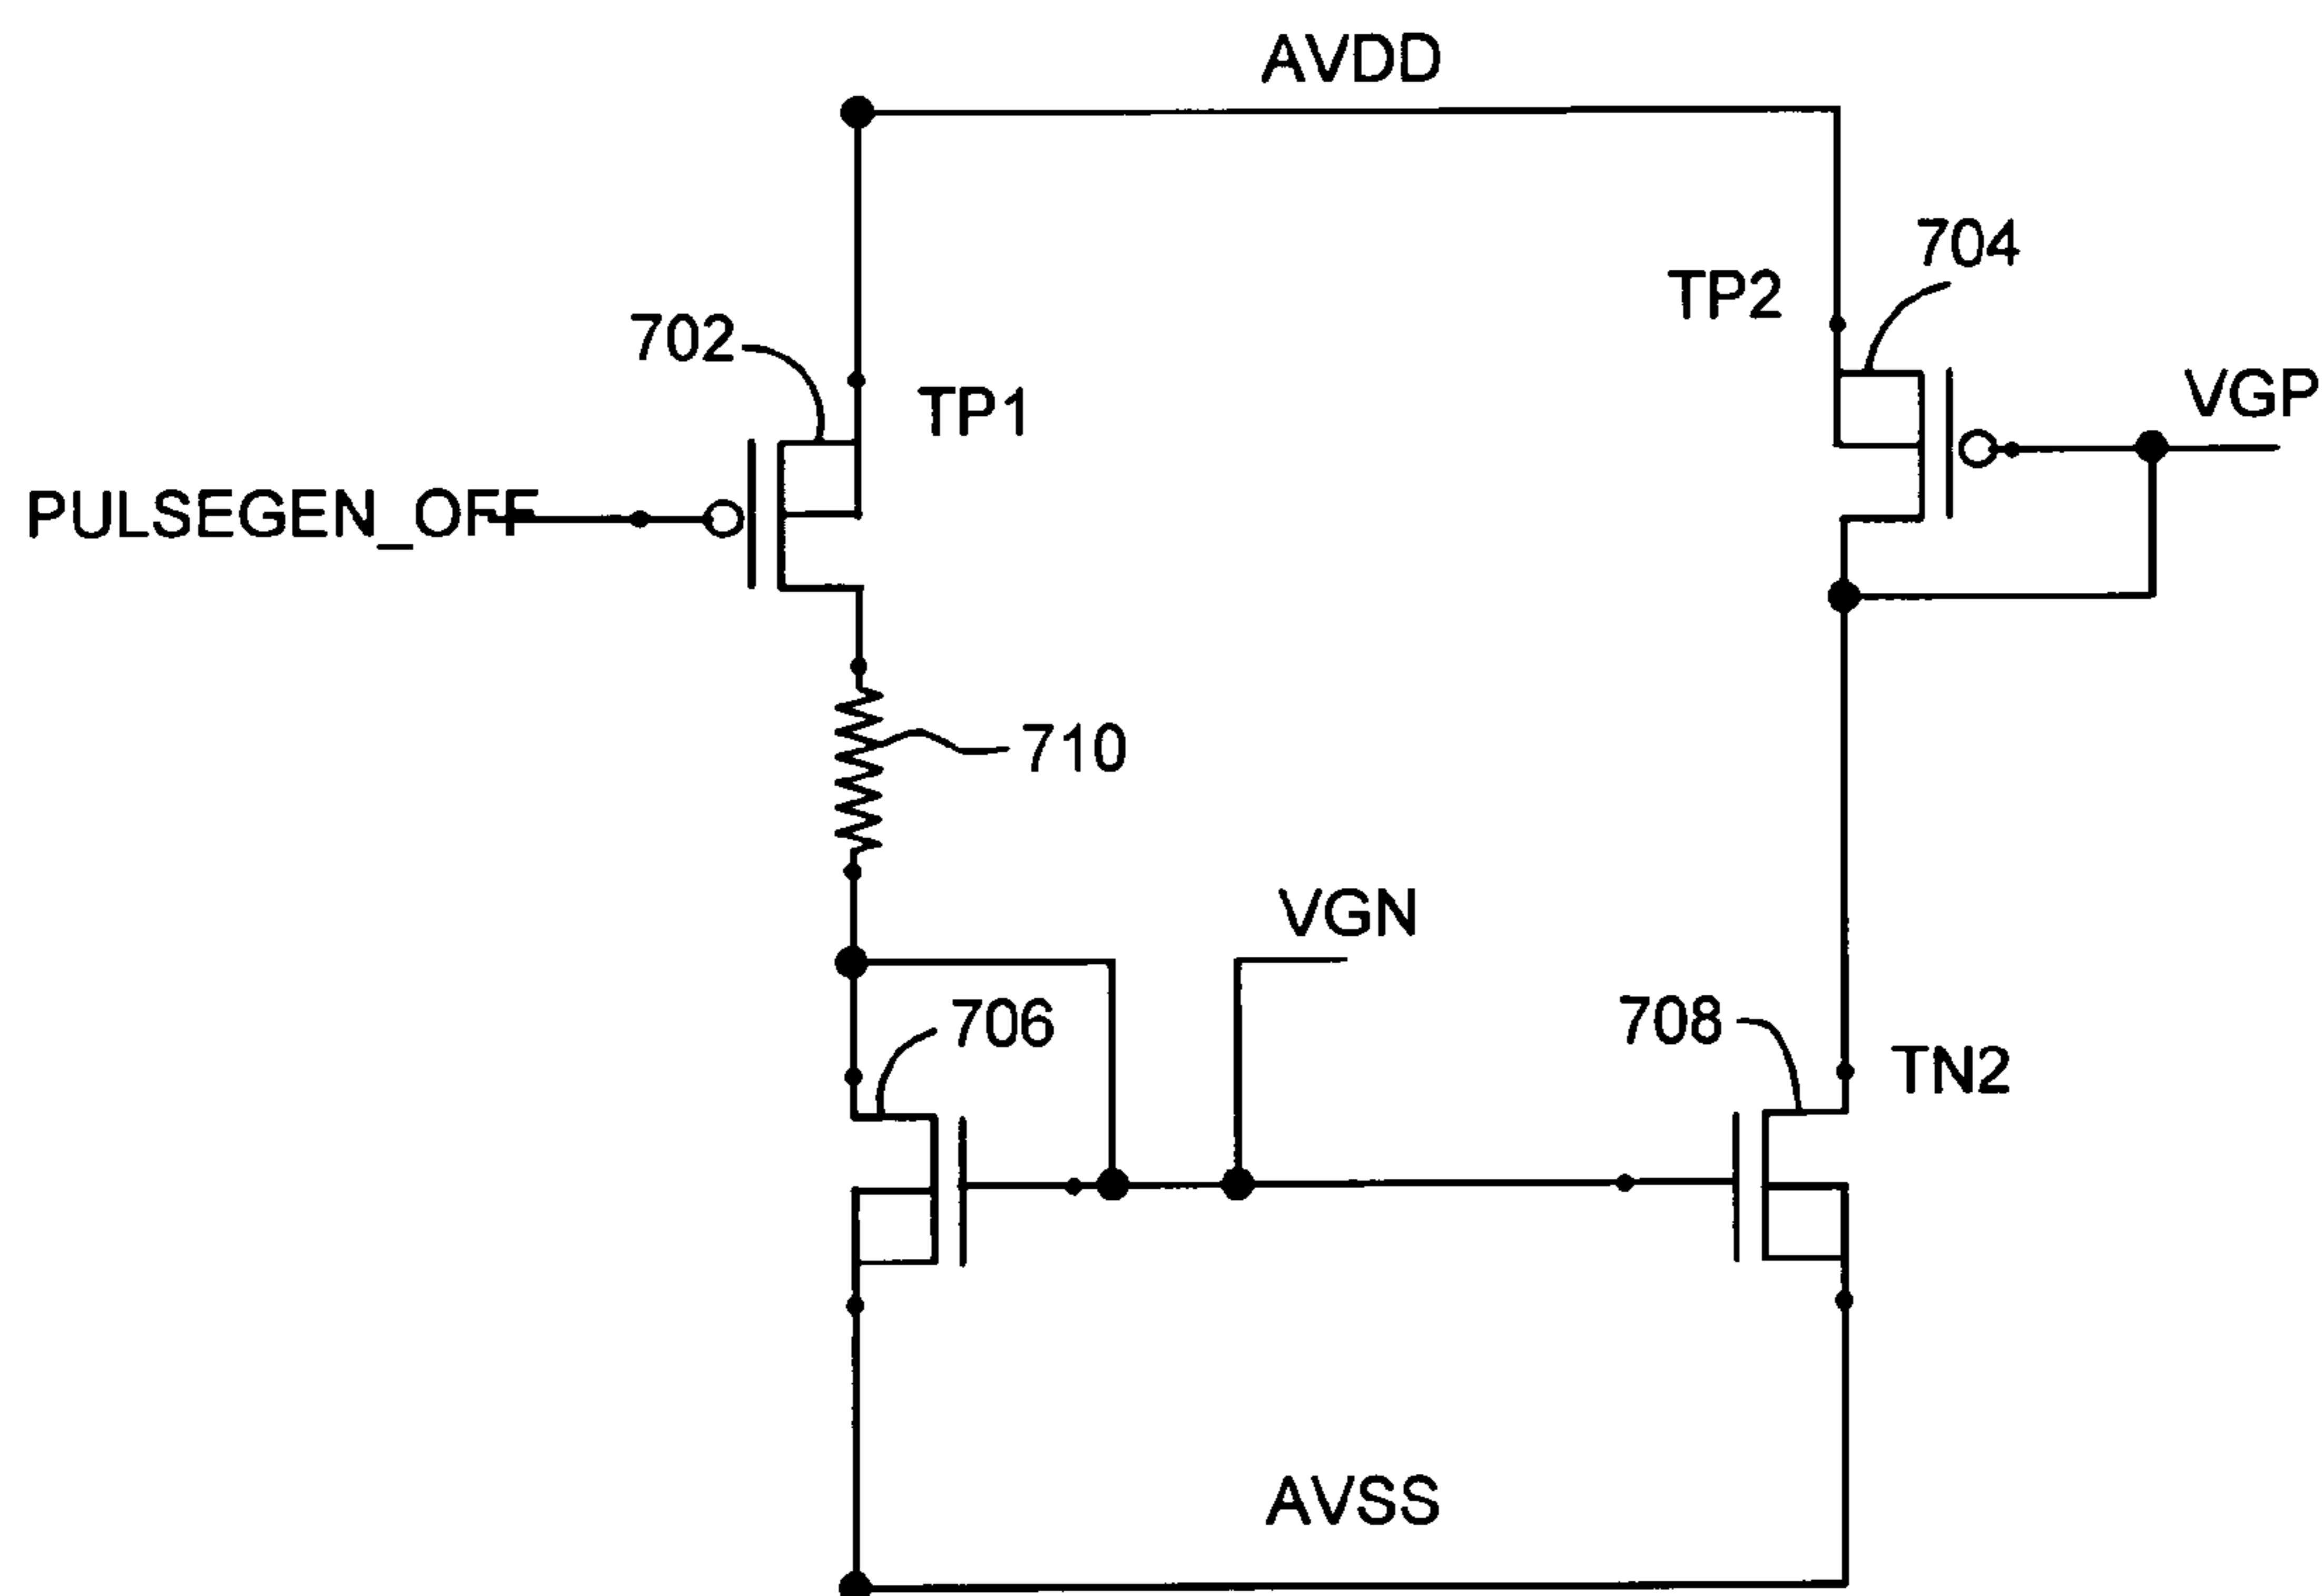 AVDD
704
TP2
702
VGP
TP1
PULSEGEN_OFF
710
VGN
706
708
TN2
AVSS